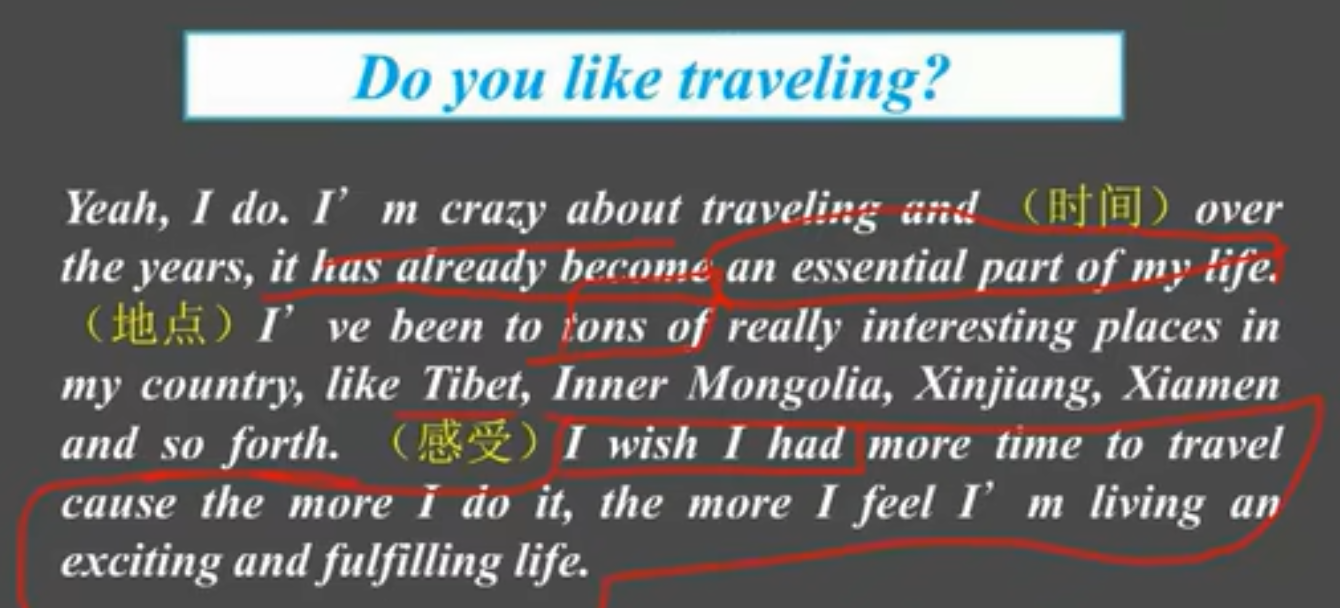 Do you like traveling?
Yeah, I do. I’ m crazy about traveling and （时间）over
the years, it has already become an essential part of my life.
（地点）I’ ve been to tons of really interesting places in
my country, like Tibet, Inner Mongolia, Xinjiang, Xiamen
and so forth. （感受）I wish I had more time to travel
cause the more I do it, the more I feel I’ m living an
exciting and fulfilling life.